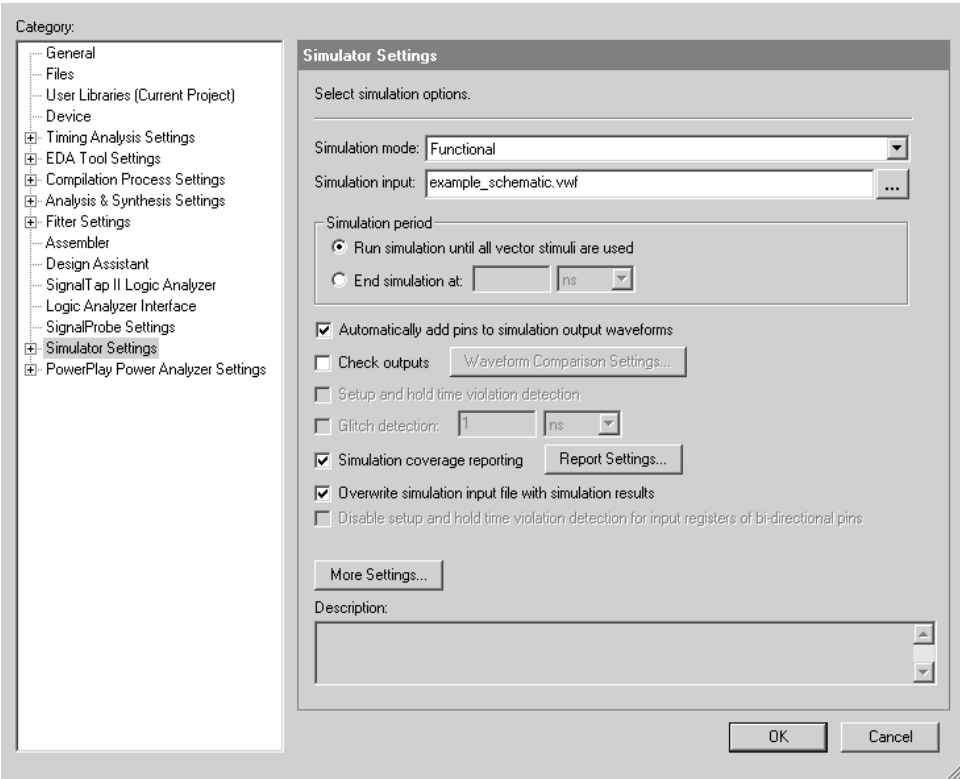 Category:
General
Files
User Libraries (Current Project)
Device
Timing Analysis Settings
EDA Tool Settings
Compilation Process Settings
Analysis & Synthesis Settings
Fitter Settings
Assembler
Design Assistant
SignalTap II Logic Analyzer
Logic Analyzer Interface
SignalProbe Settings
Simulator Settings
PowerPlay Power Analyzer Settings
Simulator Settings
Select simulation options.
Simulation mode: Functional
Simulation input: example_schematic.vwf ...
Simulation period
Run simulation until all vector stimuli are used
End simulation at: ns
Automatically add pins to simulation output waveforms
Check outputs Waveform Comparison Settings...
Setup and hold time violation detection
Glitch detection: 1 ns
Simulation coverage reporting Report Settings...
Overwrite simulation input file with simulation results
Disable setup and hold time violation detection for input registers of bi-directional pins
More Settings...
Description:
OK Cancel